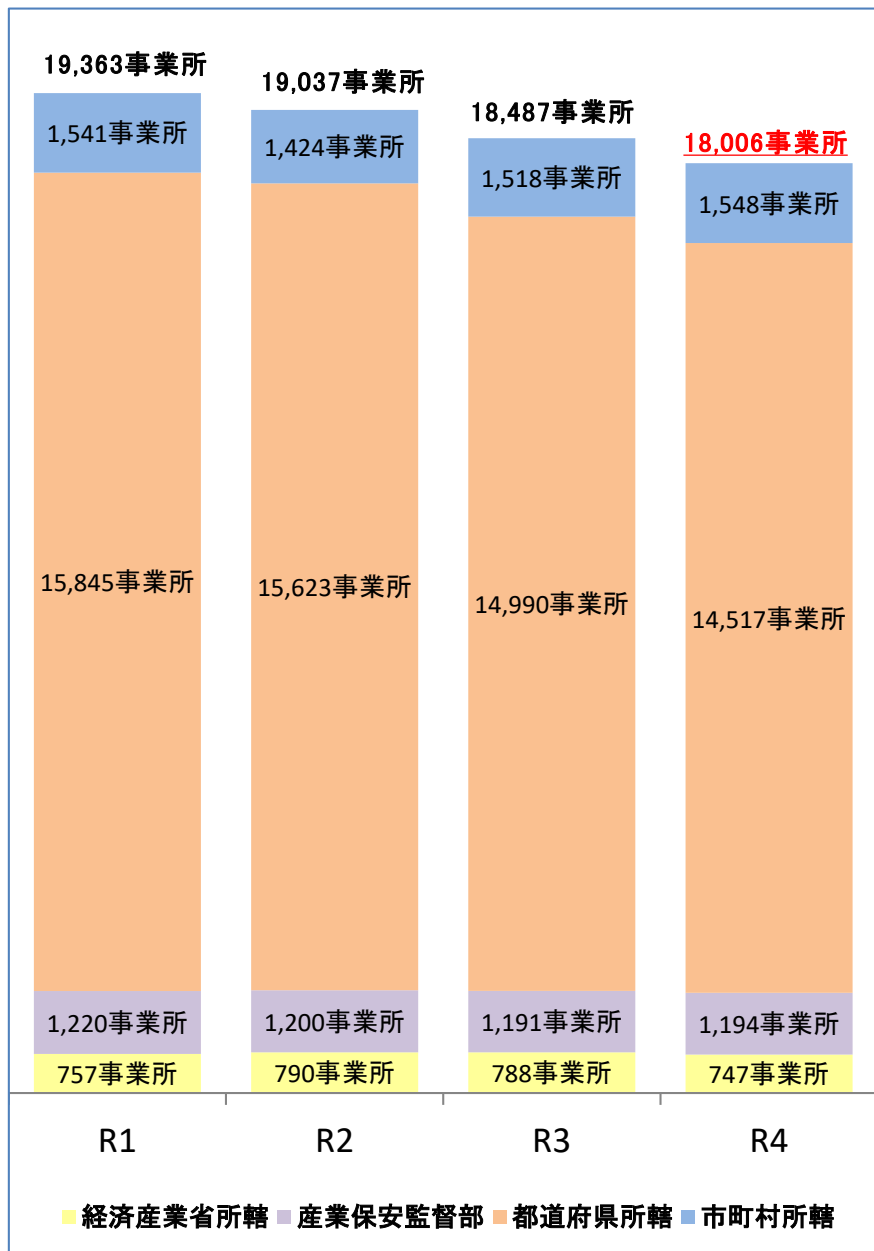 19,363事業所
19,037事業所
18,487事業所
18,006事業所
1,541事業所
1,424事業所
1,518事業所
1,548事業所
15,845事業所
15,623事業所
14,990事業所
14,517事業所
1,220事業所
1,200事業所
1,191事業所
1,194事業所
757事業所
790事業所
788事業所
747事業所
R1 R2 R3 R4
経済産業省所轄 産業保安監督部 都道府県所轄 市町村所轄